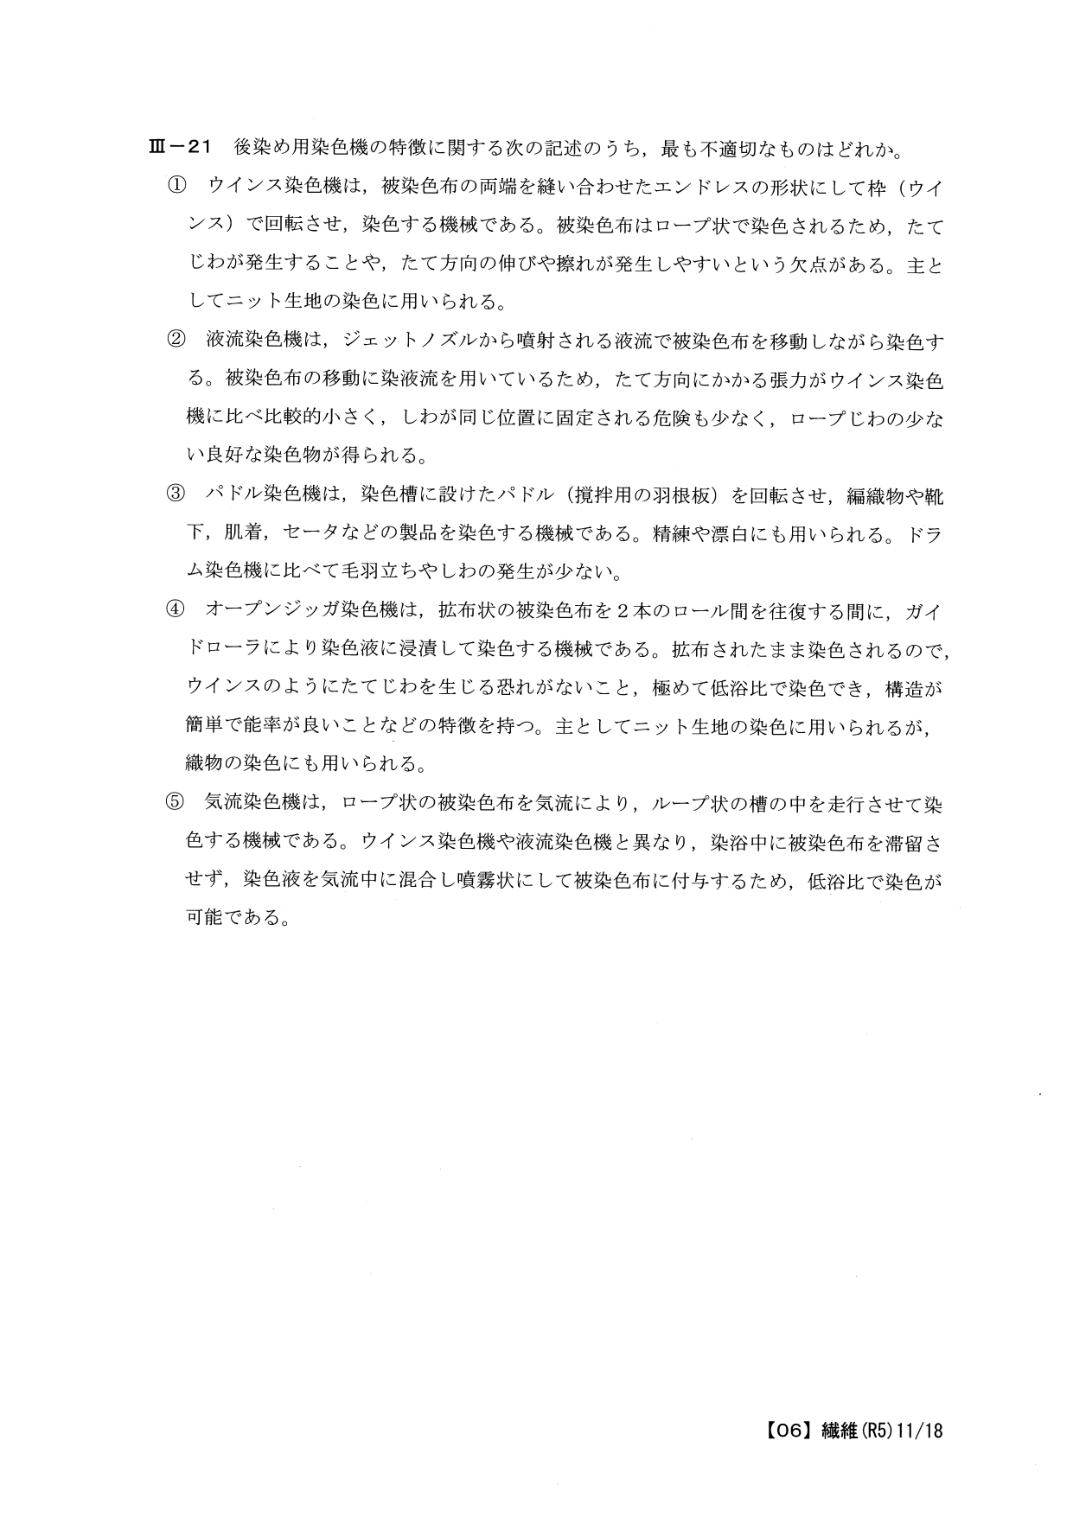 Ⅲ－21　後染め用染色機の特徴に関する次の記述のうち，最も不適切なものはどれか。
①　ウインス染色機は，被染色布の両端を縫い合わせたエンドレスの形状にして枠（ウイ
ンス）で回転させ，染色する機械である。被染色布はロープ状で染色されるため，たて
じわが発生することや，たて方向の伸びや擦れが発生しやすいという欠点がある。主と
してニット生地の染色に用いられる。
②　液流染色機は，ジェットノズルから噴射される液流で被染色布を移動しながら染色す
る。被染色布の移動に染液流を用いているため，たて方向にかかる張力がウインス染色
機に比べ比較的小さく，しわが同じ位置に固定される危険も少なく，ロープじわの少な
い良好な染色物が得られる。
③　パドル染色機は，染色槽に設けたパドル（撹拌用の羽根板）を回転させ，編織物や靴
下，肌着，セータなどの製品を染色する機械である。精練や漂白にも用いられる。ドラ
ム染色機に比べて毛羽立ちやしわの発生が少ない。
④　オープンジッガ染色機は，拡布状の被染色布を２本のロール間を往復する間に，ガイ
ドローラにより染色液に浸漬して染色する機械である。拡布されたまま染色されるので，
ウインスのようにたてじわを生じる恐れがないこと，極めて低浴比で染色でき，構造が
簡単で能率が良いことなどの特徴を持つ。主としてニット生地の染色に用いられるが，
織物の染色にも用いられる。
⑤　気流染色機は，ロープ状の被染色布を気流により，ループ状の槽の中を走行させて染
色する機械である。ウインス染色機や液流染色機と異なり，染浴中に被染色布を滞留さ
せず，染色液を気流中に混合し噴霧状にして被染色布に付与するため，低浴比で染色が
可能である。
【06】繊維(R5)11/18